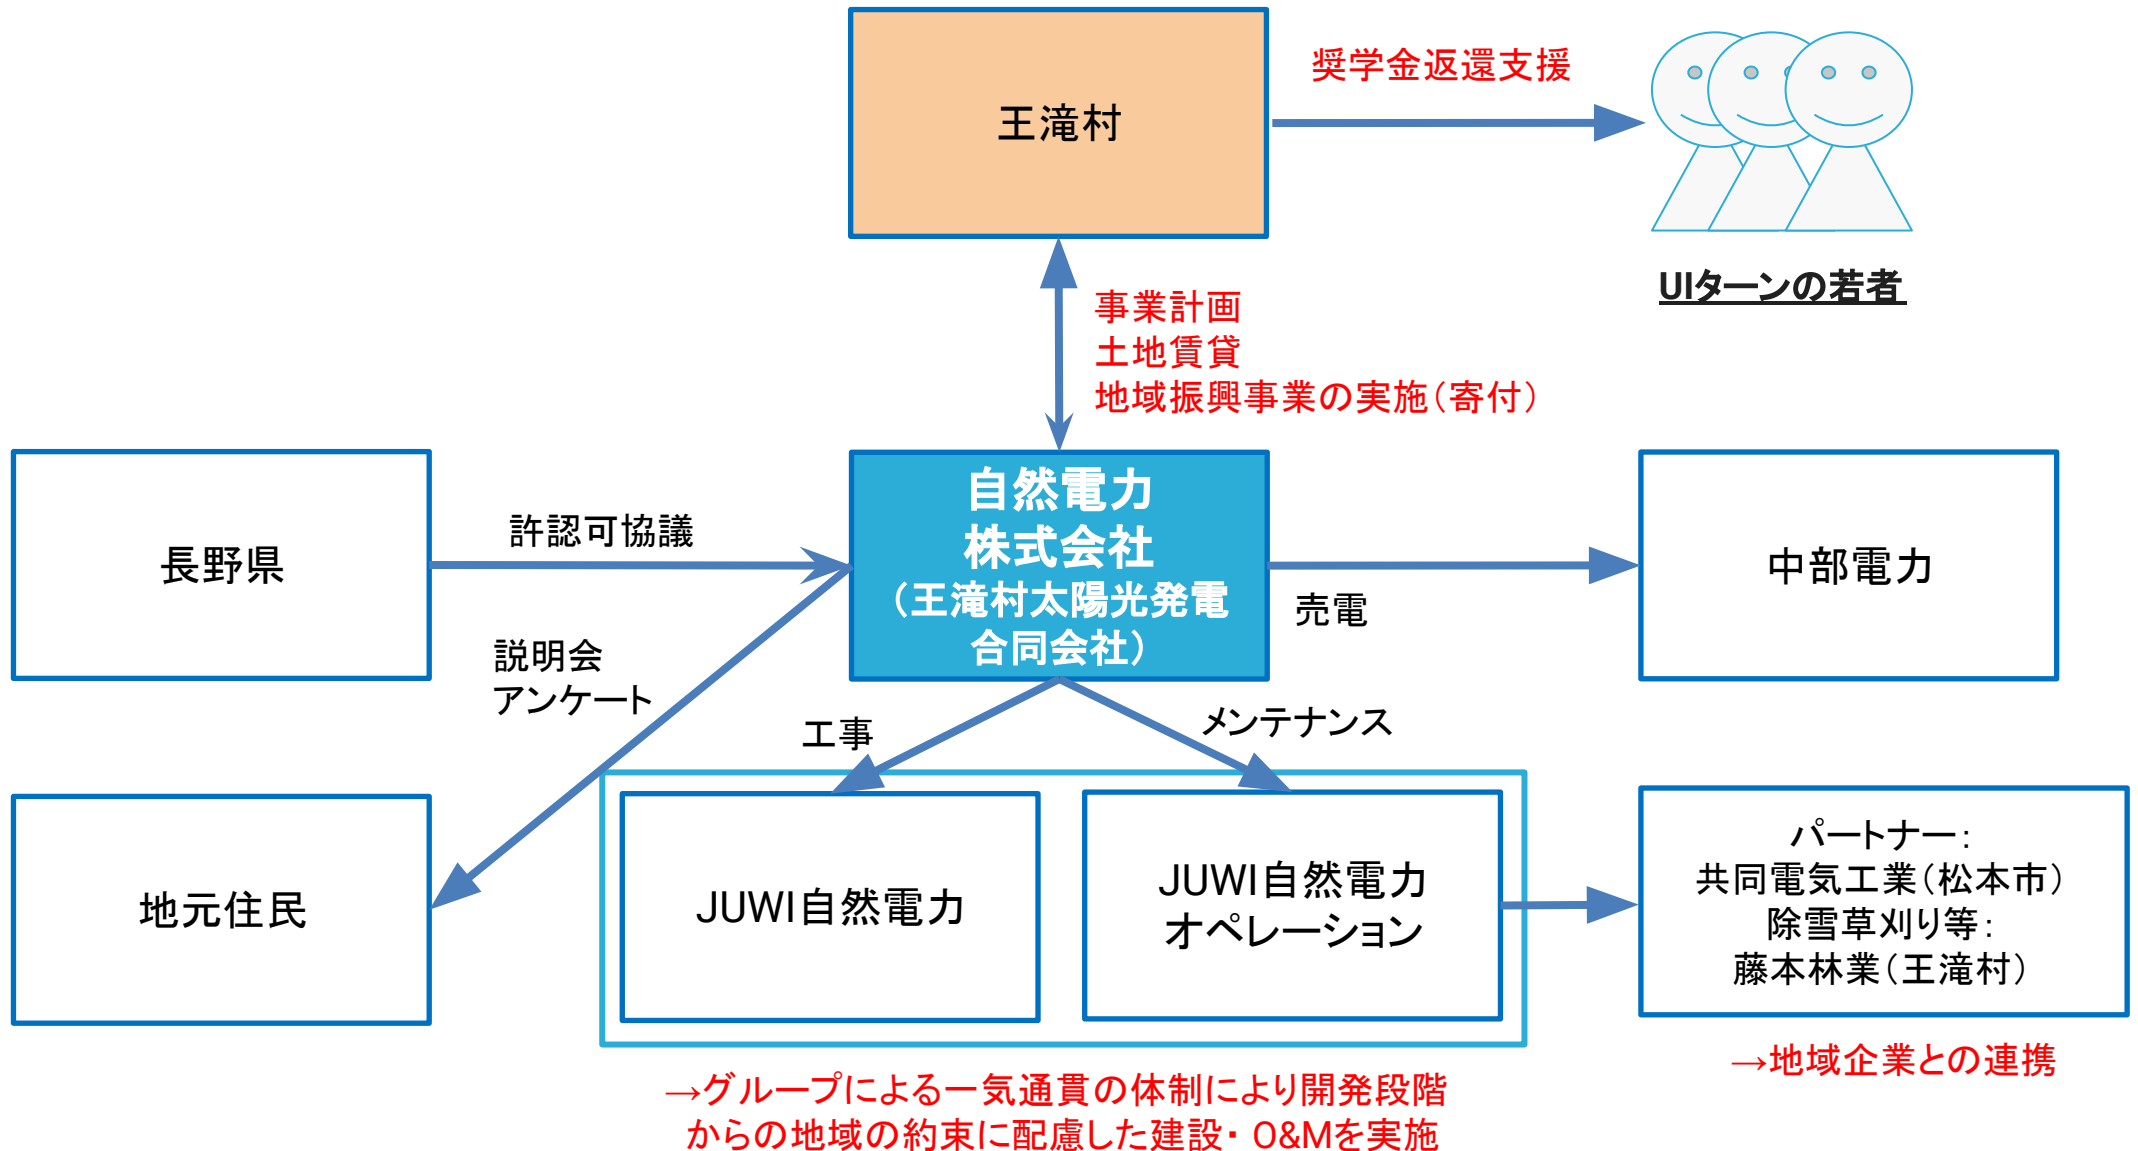 王滝村
奨学金返還支援
UIターンの若者
事業計画
土地賃貸
地域振興事業の実施（寄付）
長野県
許認可協議
自然電力
株式会社
（王滝村太陽光発電
合同会社）
中部電力
売電
説明会
アンケート
工事
メンテナンス
地元住民
JUWI自然電力
JUWI自然電力
オペレーション
パートナー：
共同電気工業（松本市）
除雪草刈り等：
藤本林業（王滝村）
→地域企業との連携
→グループによる一気通貫の体制により開発段階
からの地域の約束に配慮した建設・O&Mを実施